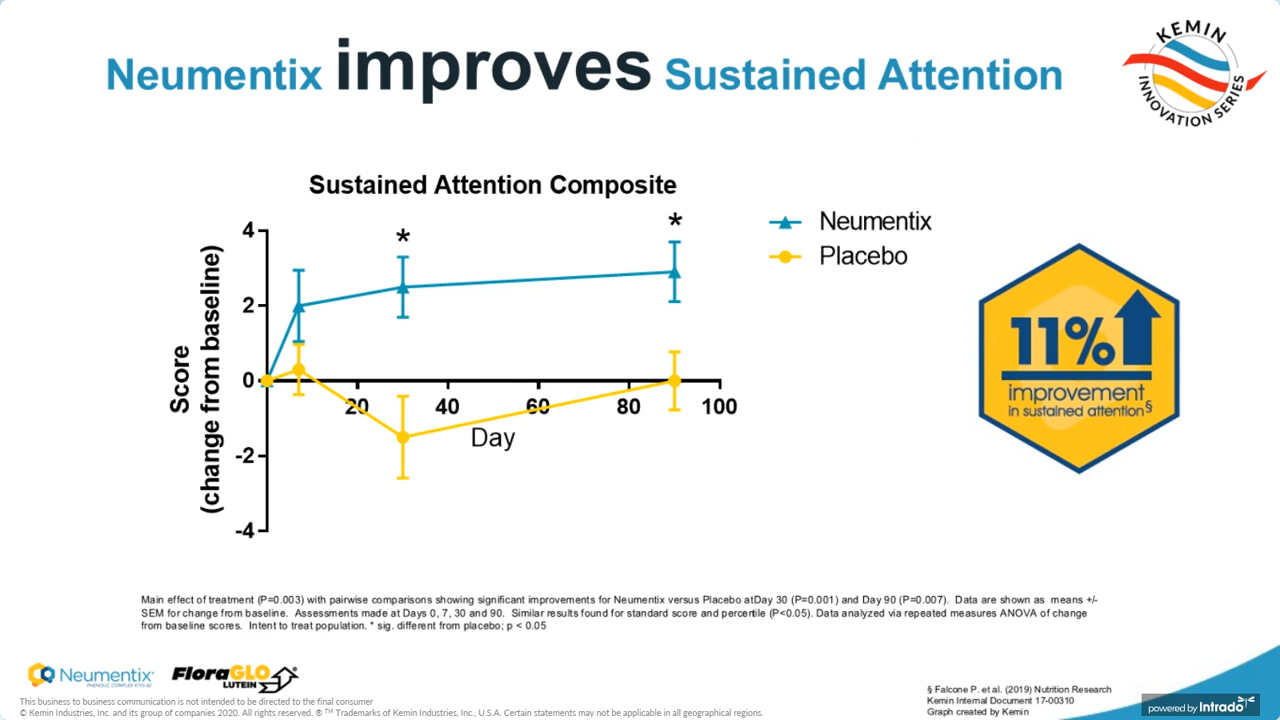 Neumentix improves Sustained Attention
KEMIN
INNOVATION SERIES
Sustained Attention Composite
Neumentix
Placebo
Score
(change from baseline)
4
2
0
-2
-4
*
*
20 40 60 80 100
Day
11%
improvement
in sustained attention§
Main effect of treatment (P=0.003) with pairwise comparisons showing significant improvements for Neumentix versus Placebo atDay 30 (P=0.001) and Day 90 (P=0.007). Data are shown as means +/-
SEM for change from baseline. Assessments made at Days 0, 7, 30 and 90. Similar results found for standard score and percentile (P<0.05). Data analyzed via repeated measures ANOVA of change
from baseline scores. Intent to treat population. * sig. different from placebo; p < 0.05
Neumentix
FloraGLO®
LUTEIN
This business to business communication is not intended to be directed to the final consumer
© Kemin Industries, Inc. and its group of companies 2020. All rights reserved. ® ™ Trademarks of Kemin Industries, Inc., U.S.A. Certain statements may not be applicable in all geographical regions.
§ Falcone P. et al. (2019) Nutrition Research
Kemin Internal Document 17-00310
Graph created by Kemin
powered by Intrado